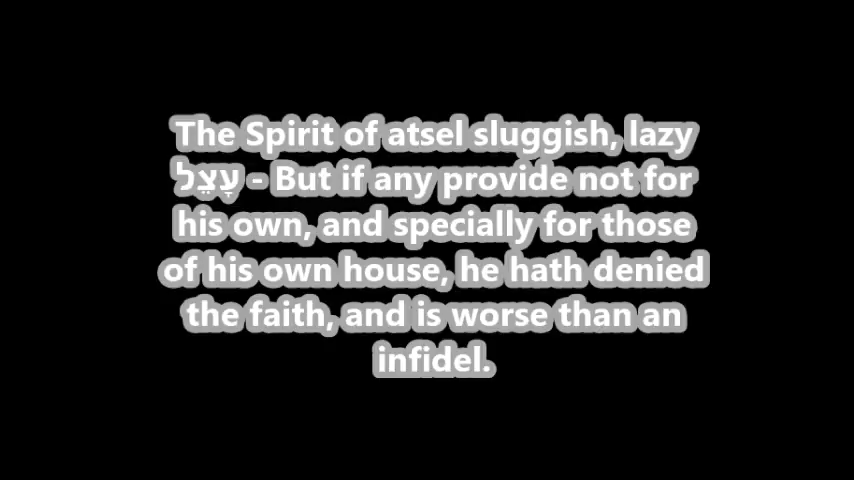 The Spirit of atsel sluggish, lazy
עָצֵל - But if any provide not for
his own, and specially for those
of his own house, he hath denied
the faith, and is worse than an
infidel.